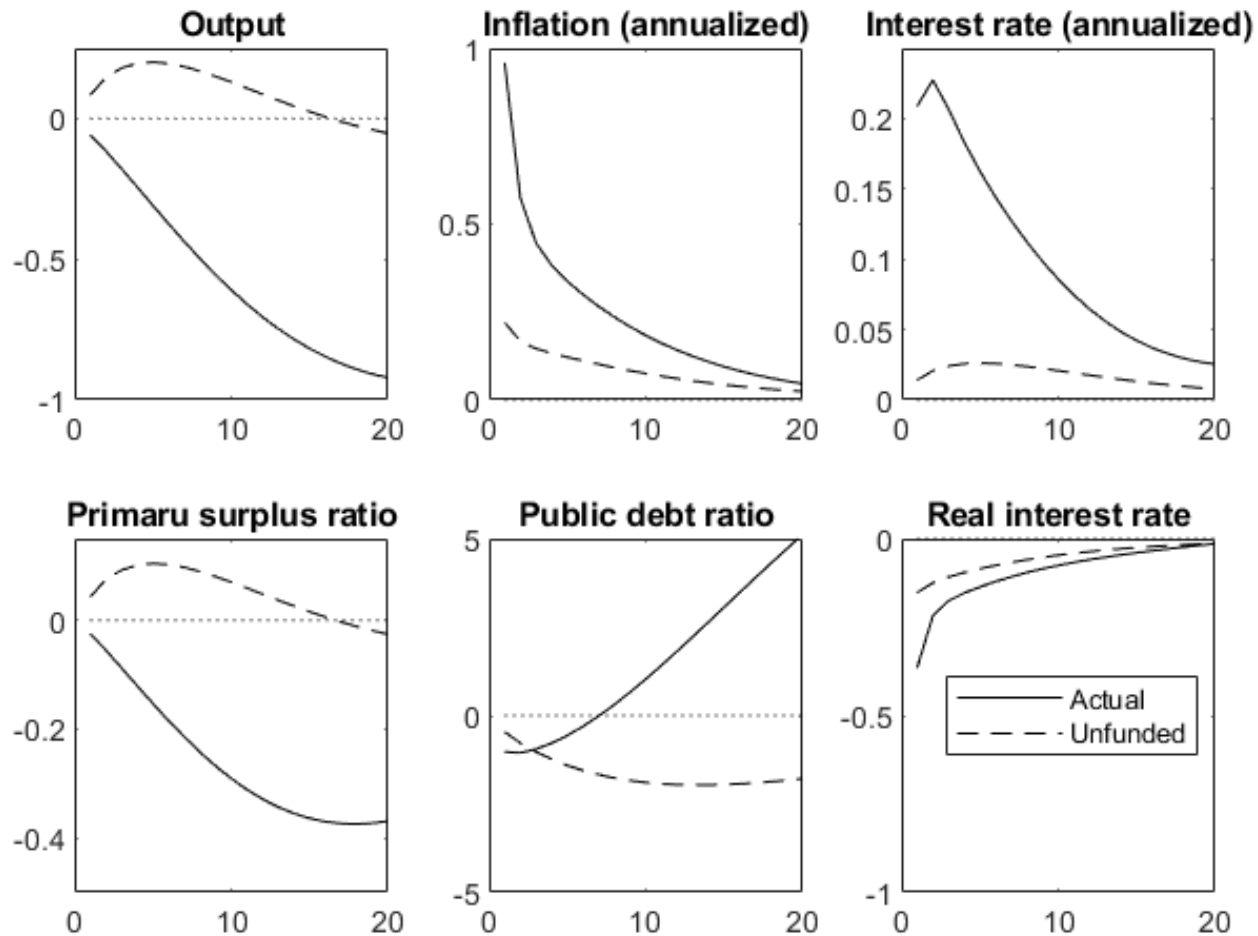 Output
0
-0.5
-1
0 10 20
Inflation (annualized)
1
0.5
0
0 10 20
Interest rate (annualized)
0.2
0.15
0.1
0.05
0
0 10 20
Primaru surplus ratio
0
-0.2
-0.4
0 10 20
Public debt ratio
5
0
-5
0 10 20
Real interest rate
0
-0.5
-1
0 10 20
Actual
Unfunded